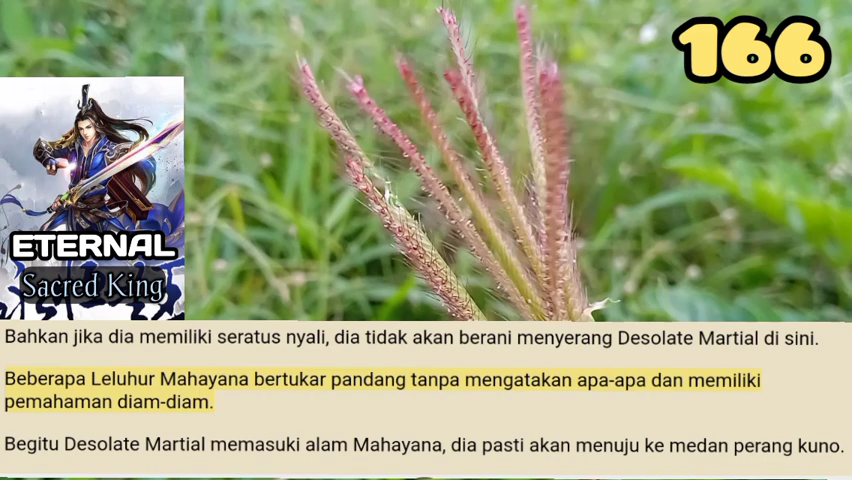 166
ETERNAL
Sacred King
Bahkan jika dia memiliki seratus nyali, dia tidak akan berani menyerang Desolate Martial di sini.
Beberapa Leluhur Mahayana bertukar pandang tanpa mengatakan apa-apa dan memiliki
pemahaman diam-diam.
Begitu Desolate Martial memasuki alam Mahayana, dia pasti akan menuju ke medan perang kuno.